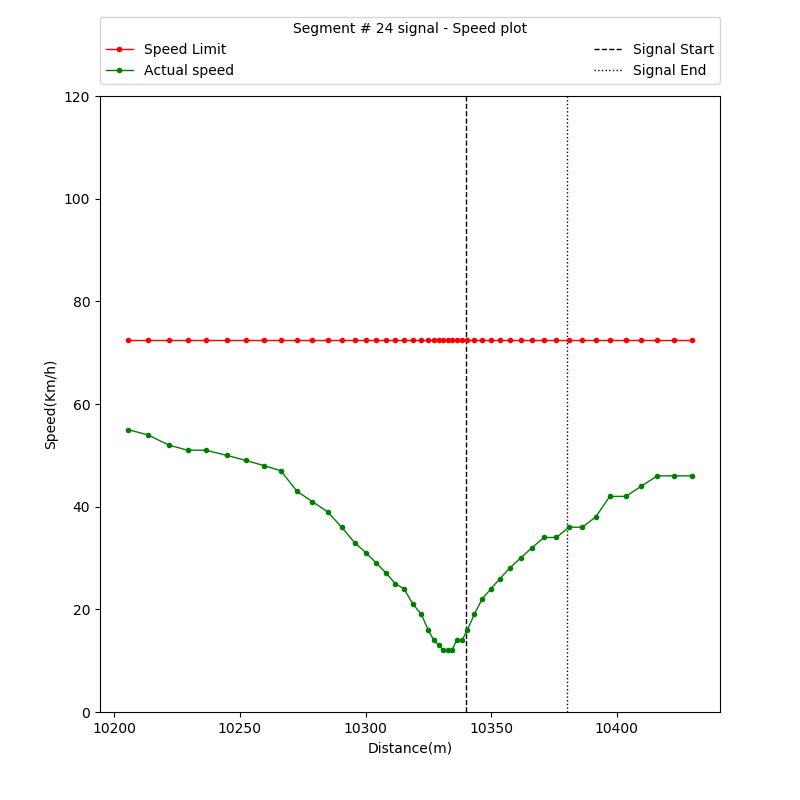 Segment # 24 signal - Speed plot
Speed Limit
Actual speed
Signal Start
Signal End
120
100
80
60
40
20
0
Speed(Km/h)
10200 10250 10300 10350 10400
Distance(m)